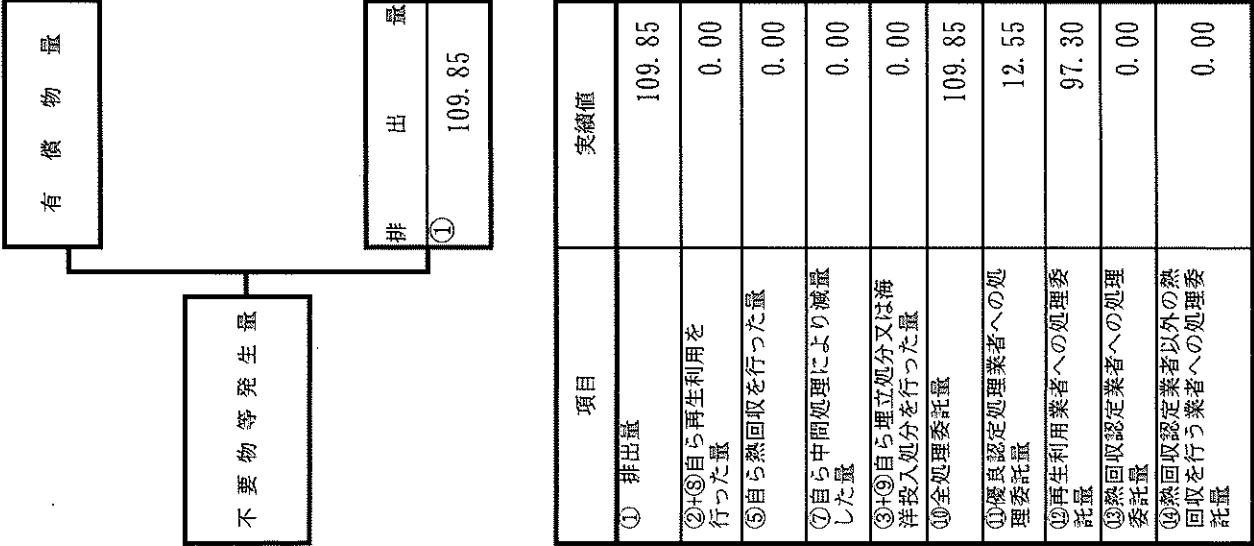 有償物量
不要物等発生量
排出量
① 109.85
項目 実績値
① 排出量 109.85
②+⑧自ら再生利用を
行った量 0.00
⑤自ら熱回収を行った量 0.00
⑦自ら中間処理により減量
した量 0.00
③+⑨自ら埋立処分又は海
洋投入処分を行った量 0.00
⑩全処理委託量 109.85
⑪優良認定処理業者への処
理委託量 12.55
⑫再生利用業者への処理委
託量 97.30
⑬熱回収認定業者への処理
委託量 0.00
⑭熱回収認定業者以外の熱
回収を行う業者への処理委
託量 0.00